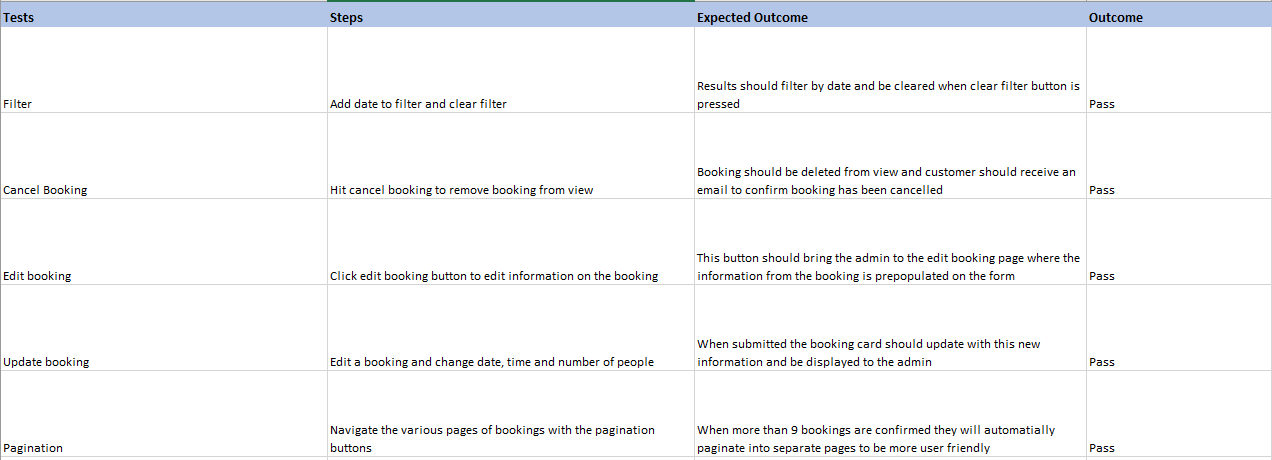 Tests Steps Expected Outcome Outcome
Filter
Add date to filter and clear filter
Results should filter by date and be cleared when clear filter button is
pressed
Pass
Cancel Booking
Hit cancel booking to remove booking from view
Booking should be deleted from view and customer should receive an
email to confirm booking has been cancelled
Pass
Edit booking
Click edit booking button to edit information on the booking
This button should bring the admin to the edit booking page where the
information from the booking is prepopulated on the form
Pass
Update booking
Edit a booking and change date, time and number of people
When submitted the booking card should update with this new
information and be displayed to the admin
Pass
Pagination
Navigate the various pages of bookings with the pagination
buttons
When more than 9 bookings are confirmed they will automatially
paginate into separate pages to be more user friendly
Pass